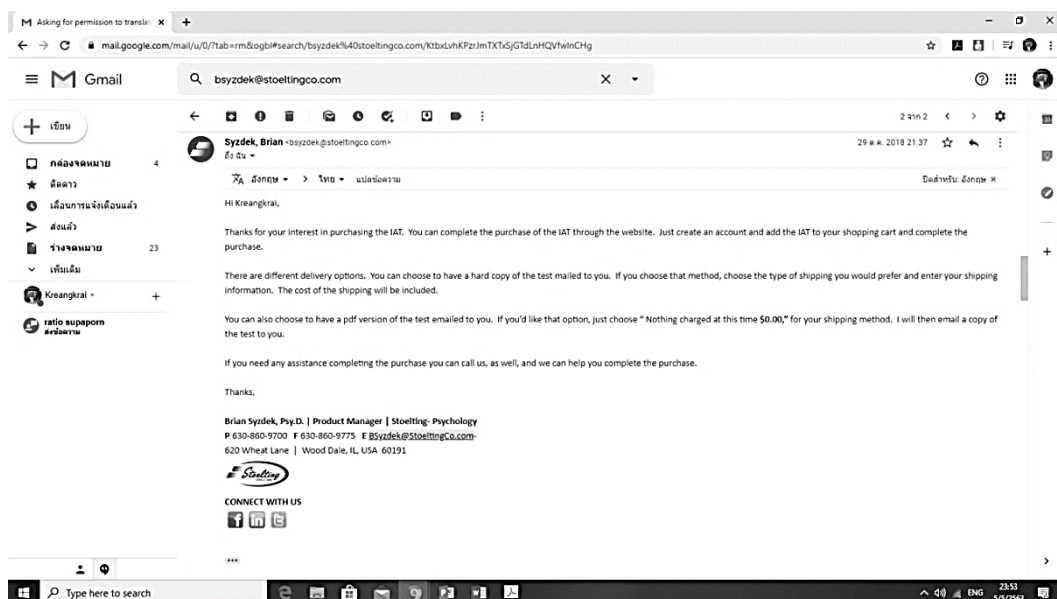 Asking for permission to translat
mail.google.com/mail/u/0/?tab=rm&ogbl#search/bsyzdek%40stoeltingco.com/KtbxLvhKPzrJmTXTxSjGTdLnHQVfwInCHg
Gmail
bsyzdek@stoeltingco.com
เขียน
2 จาก 2
กล่องจดหมาย 4
ติดดาว
เลื่อนการแจ้งเตือนแล้ว
ส่งแล้ว
ร่างจดหมาย 23
เพิ่มเติม
Kreangkrai
ratio supaporn
ส่งข้อความ
Syzdek, Brian <bsyzdek@stoeltingco.com>
29 ต.ค. 2018 21:37
ถึง ฉัน
อังกฤษ > ไทย แปลข้อความ
ปิดสำหรับ: อังกฤษ x
Hi Kreangkrai,
Thanks for your interest in purchasing the IAT. You can complete the purchase of the IAT through the website. Just create an account and add the IAT to your shopping cart and complete the
purchase.
There are different delivery options. You can choose to have a hard copy of the test mailed to you. If you choose that method, choose the type of shipping you would prefer and enter your shipping
information. The cost of the shipping will be included.
You can also choose to have a pdf version of the test emailed to you. If you'd like that option, just choose " Nothing charged at this time $0.00," for your shipping method. I will then email a copy of
the test to you.
If you need any assistance completing the purchase you can call us, as well, and we can help you complete the purchase.
Thanks,
Brian Syzdek, Psy.D. | Product Manager | Stoelting- Psychology
P 630-860-9700 F 630-860-9775 E BSyzdek@StoeltingCo.com-
620 Wheat Lane | Wood Dale, IL, USA 60191
Stoelting
CONNECT WITH US
Type here to search
ENG
23:53
5/5/2563